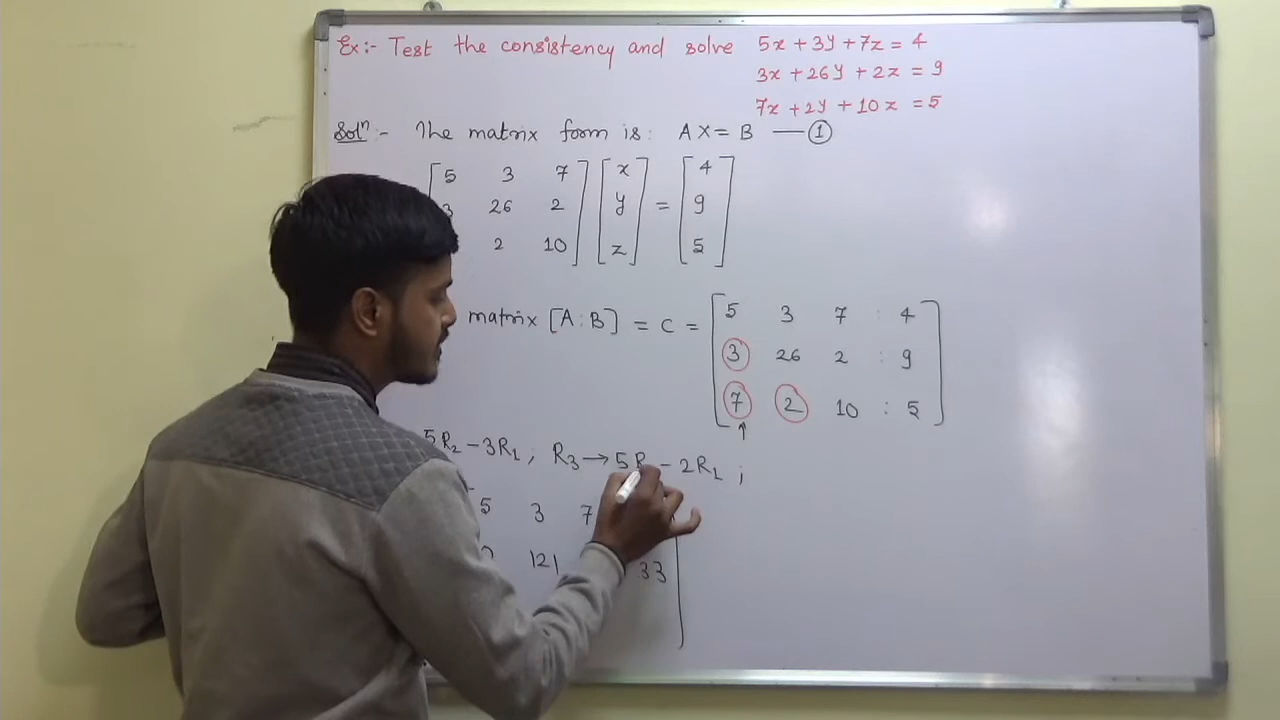 Ex:- Test the consistency and solve 5x + 3y + 7z = 4
3x + 26y + 2z = 9
7x + 2y + 10z = 5
Solⁿ:- The matrix form is: AX = B —①
[5 3 7] [x] = [4]
3 26 2 y 9
2 10 z 5
matrix [A:B] = C = [5 3 7 : 4]
3 26 2 : 9
7 2 10 : 5
↑
5R₂ - 3R₁ ; R₃ → 5R - 2R₁ ;
5 3 7
121 33